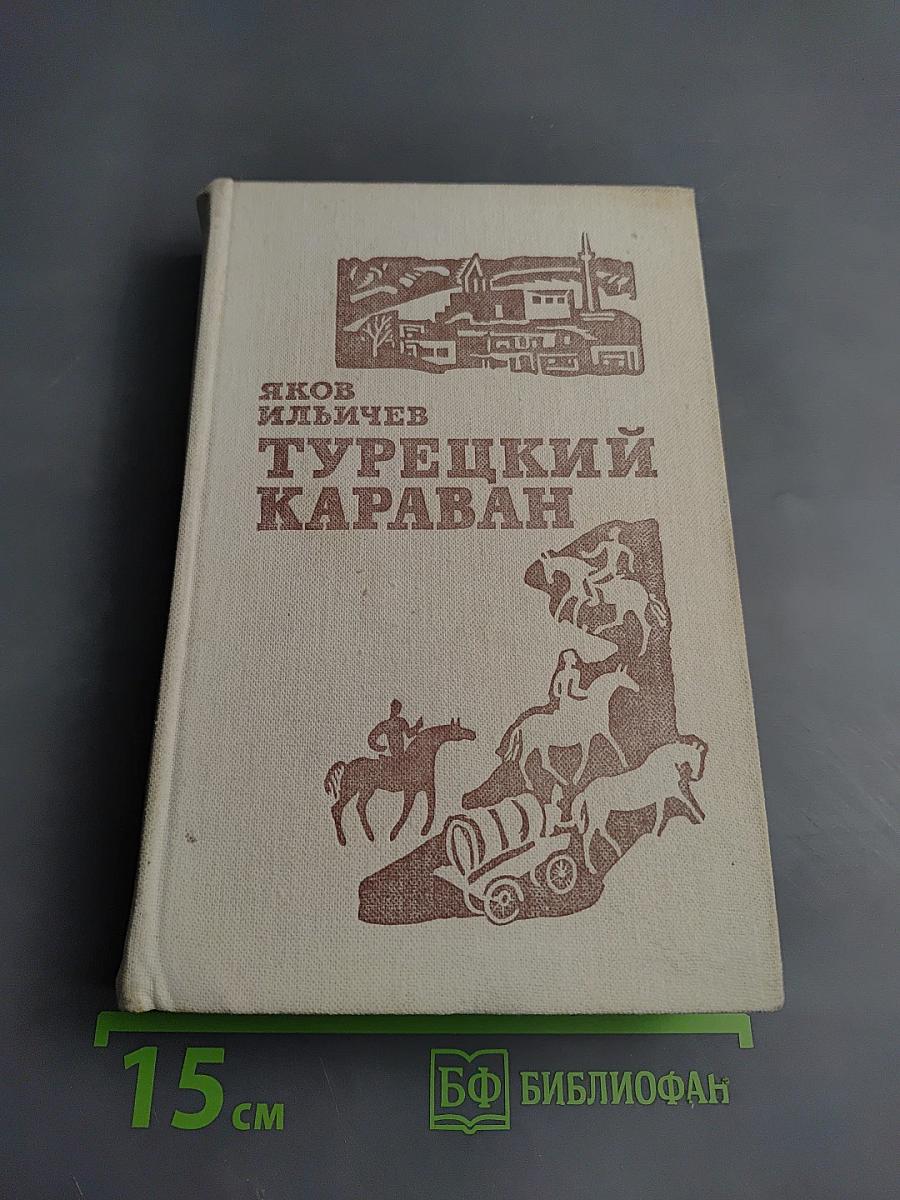 ЯКОВ
ИЛЬИЧЕВ
ТУРЕЦКИЙ
КАРАВАН
15 см
БФ БИБЛИОФАН